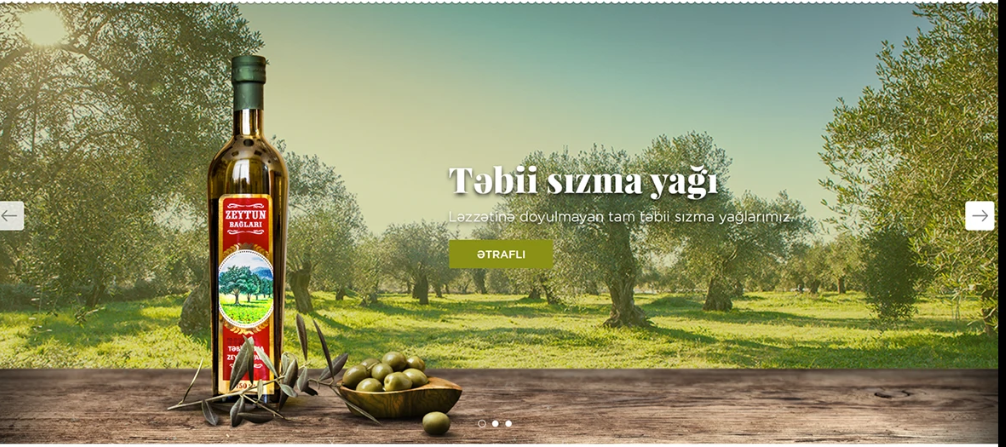 Təbii sızma yağı
Ləzzətinə doyulmayan tam təbii sızma yağlarımız.
ƏTRAFLI
ZEYTUN
BAĞLARI